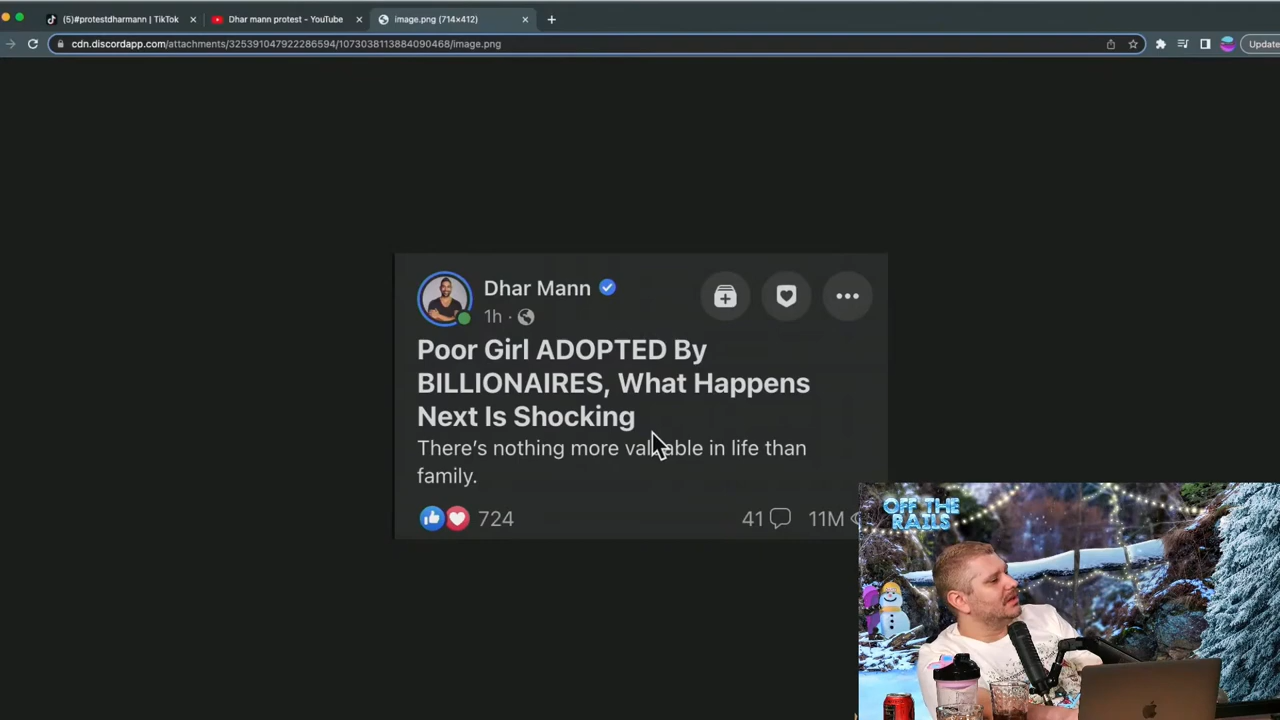 (5)#protestdharmann | TikTok
Dhar mann protest - YouTube
image.png (714×412)
cdn.discordapp.com/attachments/325391047922286594/1073038113884090468/image.png
Update
Dhar Mann
1h ·
Poor Girl ADOPTED By
BILLIONAIRES, What Happens
Next Is Shocking
There's nothing more valuable in life than
family.
724
41
11M
OFF THE
RAILS